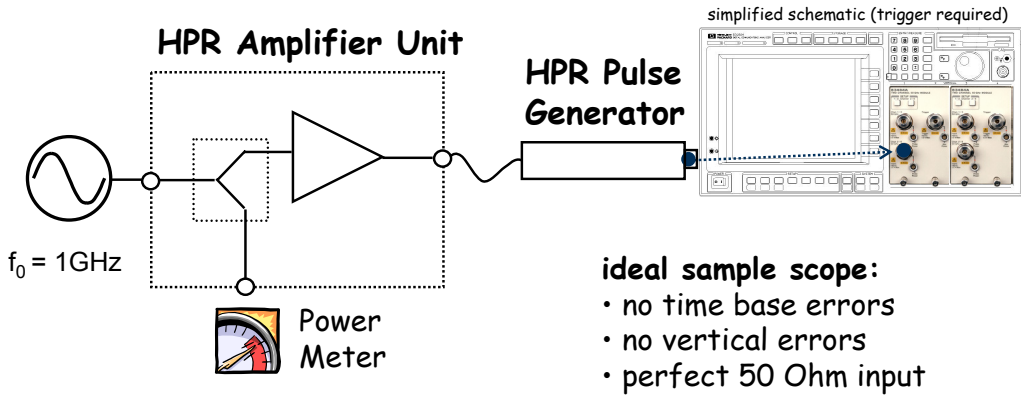 simplified schematic (trigger required)
HPR Amplifier Unit
HPR Pulse
Generator
f0 = 1GHz
Power
Meter
ideal sample scope:
• no time base errors
• no vertical errors
• perfect 50 Ohm input